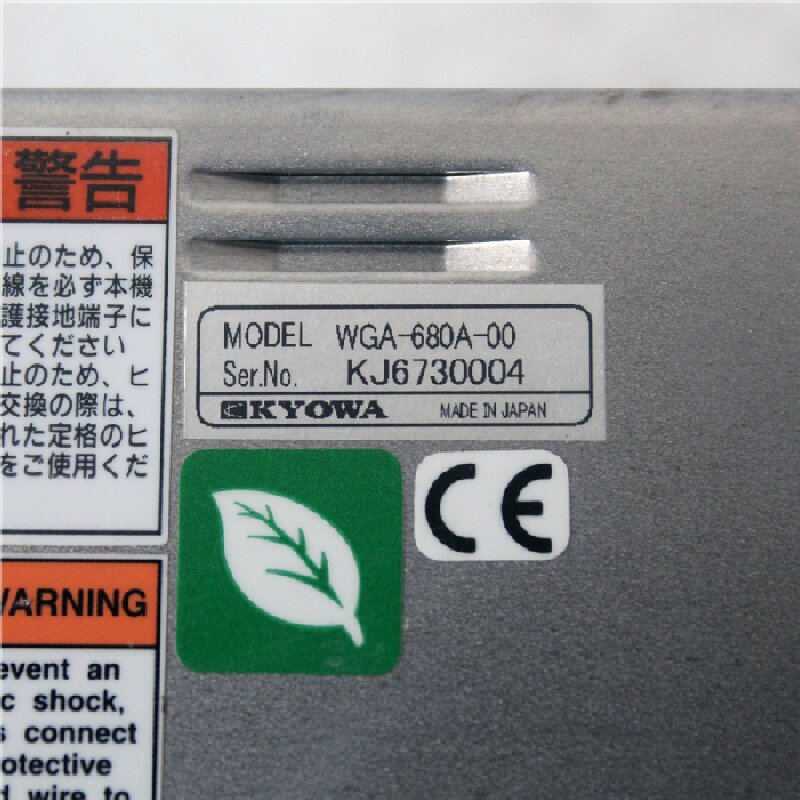 警告
止のため、保
線を必ず本機
護接地端子に
てください
止のため、ヒ
交換の際は、
れた定格のヒ
をご使用くだ
MODEL WGA-680A-00
Ser.No. KJ6730004
KYOWA MADE IN JAPAN
CE
WARNING
event an
c shock,
s connect
otective
d wire to